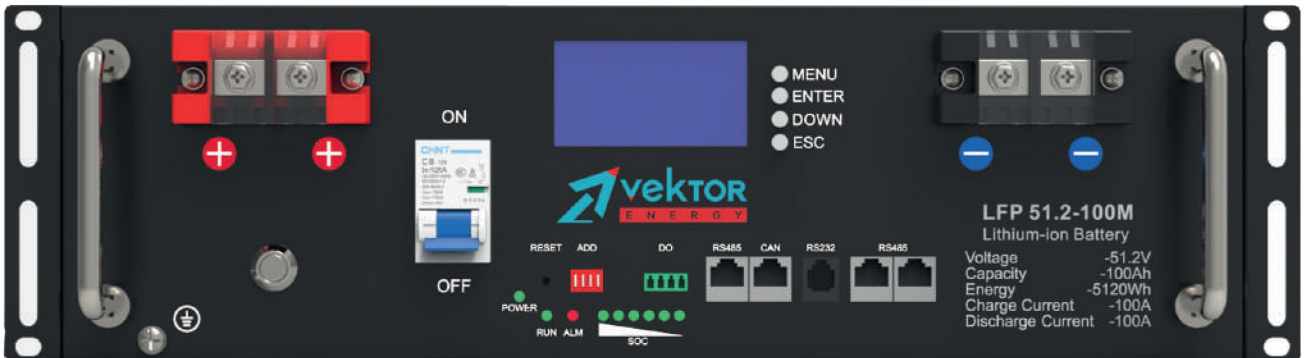 ON
CHNT
OFF
MENU
ENTER
DOWN
ESC
vekTOR
ENERGY
RESET ADD DO RS485 CAN RS232 RS485
POWER
RUN ALM SOC
LFP 51.2-100M
Lithium-ion Battery
Voltage -51.2V
Capacity -100Ah
Energy -5120Wh
Charge Current -100A
Discharge Current -100A